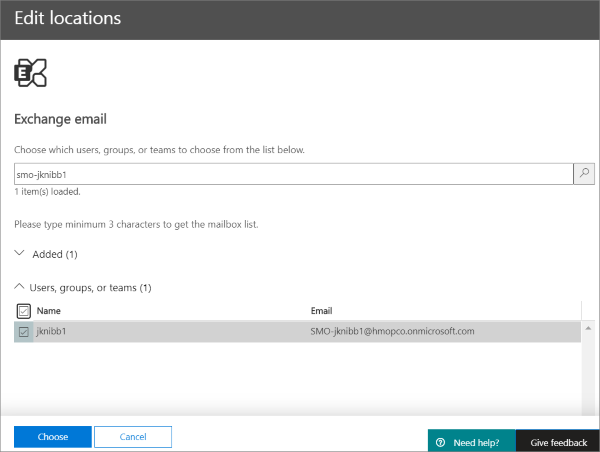 Edit locations
E
Exchange email
Choose which users, groups, or teams to choose from the list below.
smo-jknibb1
1 item(s) loaded.
Please type minimum 3 characters to get the mailbox list.
Added (1)
Users, groups, or teams (1)
Name Email
jknibb1 SMO-jknibb1@hmopco.onmicrosoft.com
Choose Cancel
Need help? Give feedback